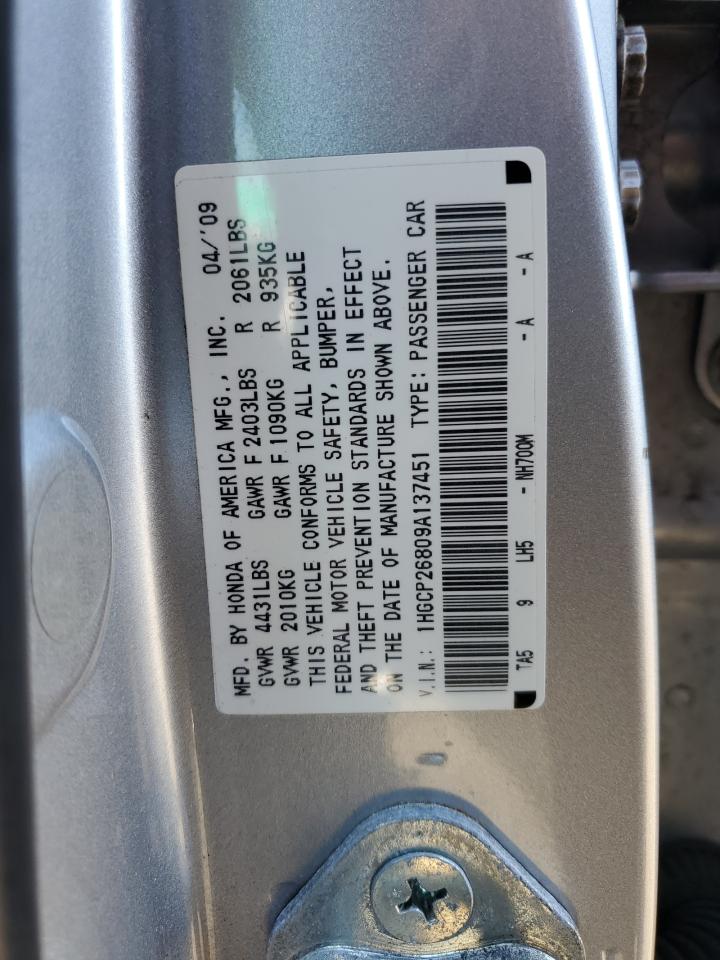 MFD. BY HONDA OF AMERICA MFG., INC. 04/'09
GVWR 4431LBS GAWR F 2403LBS R 2061LBS
GVWR 2010KG GAWR F 1090KG R 935KG
THIS VEHICLE CONFORMS TO ALL APPLICABLE
FEDERAL MOTOR VEHICLE SAFETY, BUMPER,
AND THEFT PREVENTION STANDARDS IN EFFECT
ON THE DATE OF MANUFACTURE SHOWN ABOVE.
V.I.N.: 1HGCP26809A137451 TYPE: PASSENGER CAR
TA5 9 LH5 - NH700M - A - A